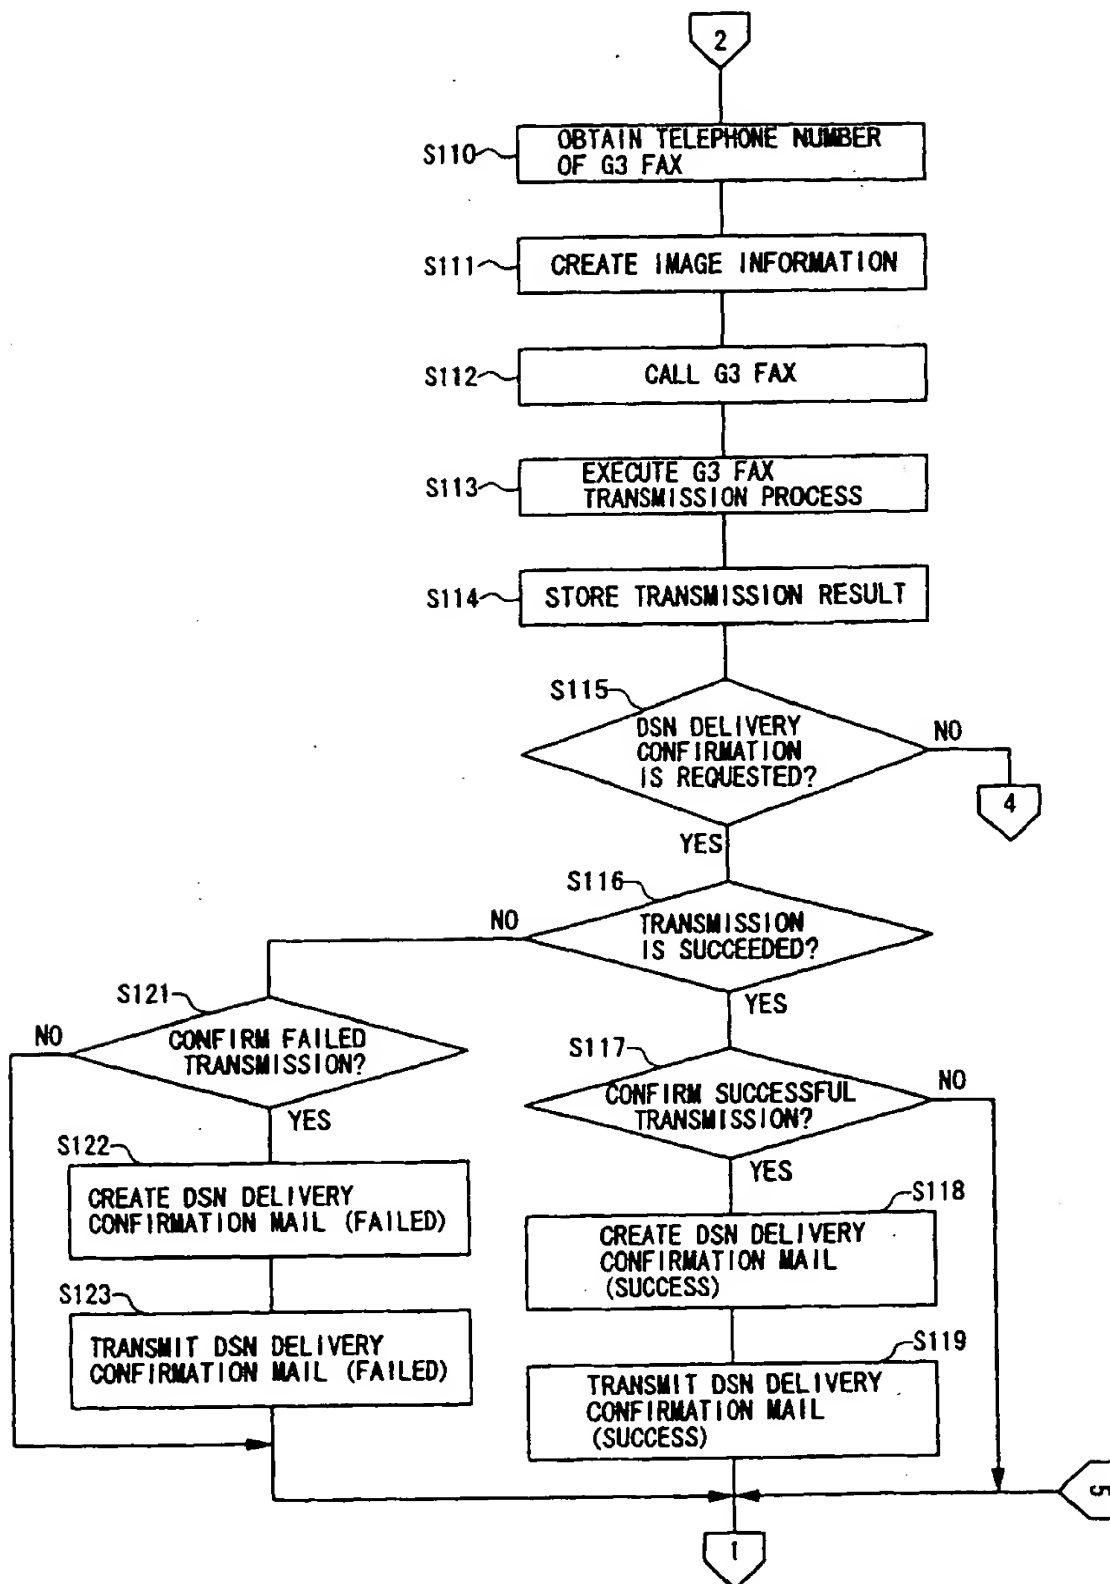 2
S110
OBTAIN TELEPHONE NUMBER
OF G3 FAX
S111
CREATE IMAGE INFORMATION
S112
CALL G3 FAX
S113
EXECUTE G3 FAX
TRANSMISSION PROCESS
S114
STORE TRANSMISSION RESULT
S115
DSN DELIVERY
CONFIRMATION
IS REQUESTED?
NO
4
YES
S116
TRANSMISSION
IS SUCCEEDED?
NO
YES
S121
CONFIRM FAILED
TRANSMISSION?
NO
YES
S117
CONFIRM SUCCESSFUL
TRANSMISSION?
NO
YES
S122
CREATE DSN DELIVERY
CONFIRMATION MAIL (FAILED)
S118
CREATE DSN DELIVERY
CONFIRMATION MAIL
(SUCCESS)
S123
TRANSMIT DSN DELIVERY
CONFIRMATION MAIL (FAILED)
S119
TRANSMIT DSN DELIVERY
CONFIRMATION MAIL
(SUCCESS)
5
1